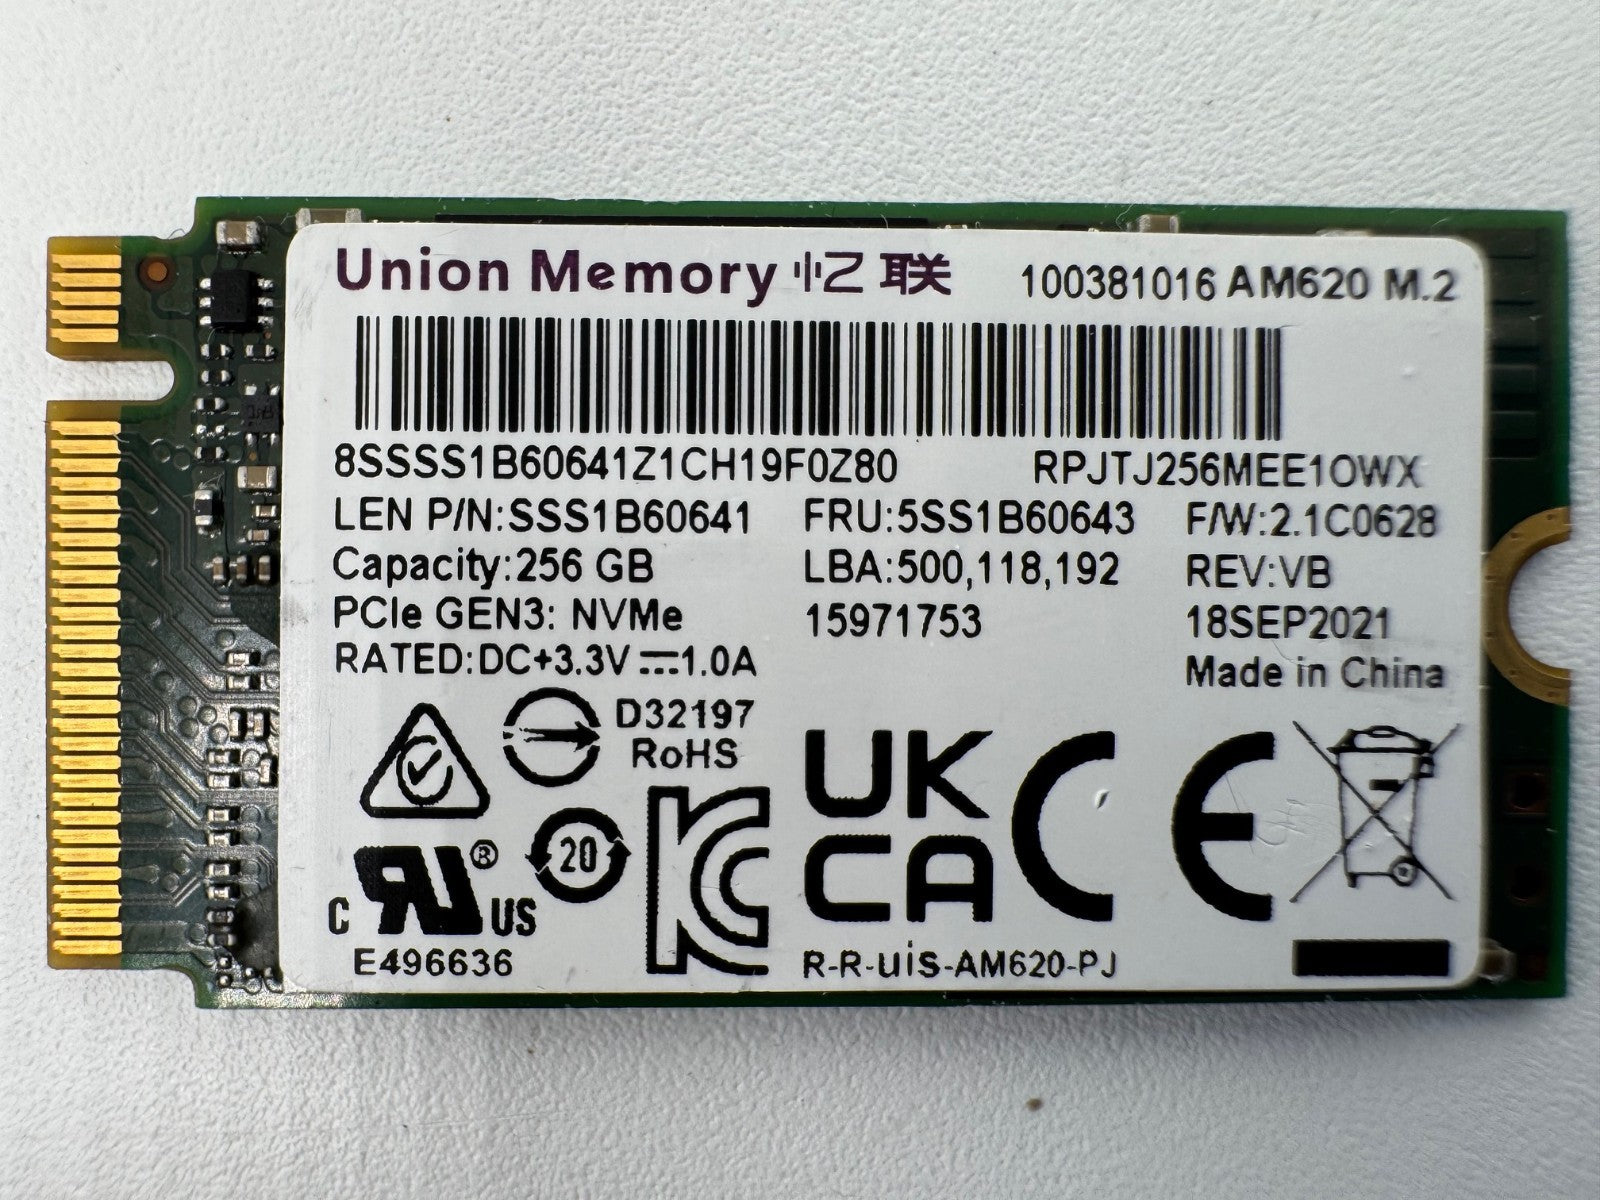 Union Memory 忆联 100381016 AM620 M.2
8SSSS1B60641Z1CH19F0Z80 RPJTJ256MEE1OWX
LEN P/N:SSS1B60641 FRU:5SS1B60643 F/W:2.1C0628
Capacity:256 GB LBA:500,118,192 REV:VB
PCIe GEN3: NVMe 15971753 18SEP2021
RATED:DC+3.3V ⎓1.0A Made in China
D32197
RoHS
20
UK
CA
CE
c RU US ®
E496636
KC
R-R-uis-AM620-PJ